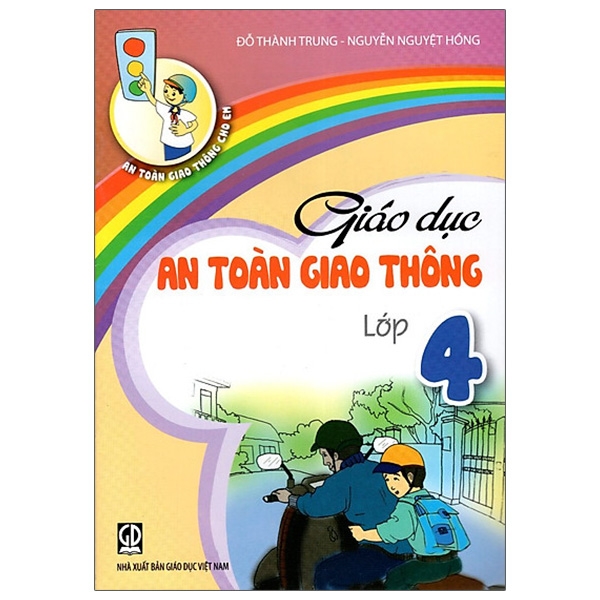 ĐỖ THÀNH TRUNG - NGUYỄN NGUYỆT HỒNG
AN TOÀN GIAO THÔNG CHO EM
Giáo dục
AN TOÀN GIAO THÔNG
Lớp 4
GD
NHÀ XUẤT BẢN GIÁO DỤC VIỆT NAM